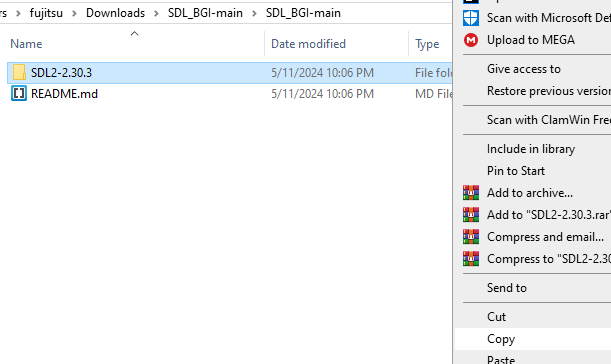 rs > fujitsu > Downloads > SDL_BGI-main > SDL_BGI-main
Name Date modified Type
SDL2-2.30.3 5/11/2024 10:06 PM File fold
README.md 5/11/2024 10:06 PM MD File
Scan with Microsoft Def
Upload to MEGA
Give access to
Restore previous version
Scan with ClamWin Free
Include in library
Pin to Start
Add to archive...
Add to "SDL2-2.30.3.rar"
Compress and email...
Compress to "SDL2-2.30
Send to
Cut
Copy
Paste